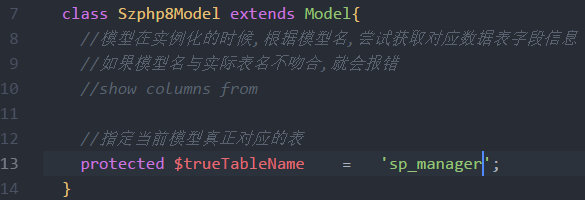 7 class Szphp8Model extends Model{
8 //模型在实例化的时候,根据模型名,尝试获取对应数据表字段信息
9 //如果模型名与实际表名不吻合,就会报错
10 //show columns from
11
12 //指定当前模型真正对应的表
13 protected $trueTableName = 'sp_manager';
14 }